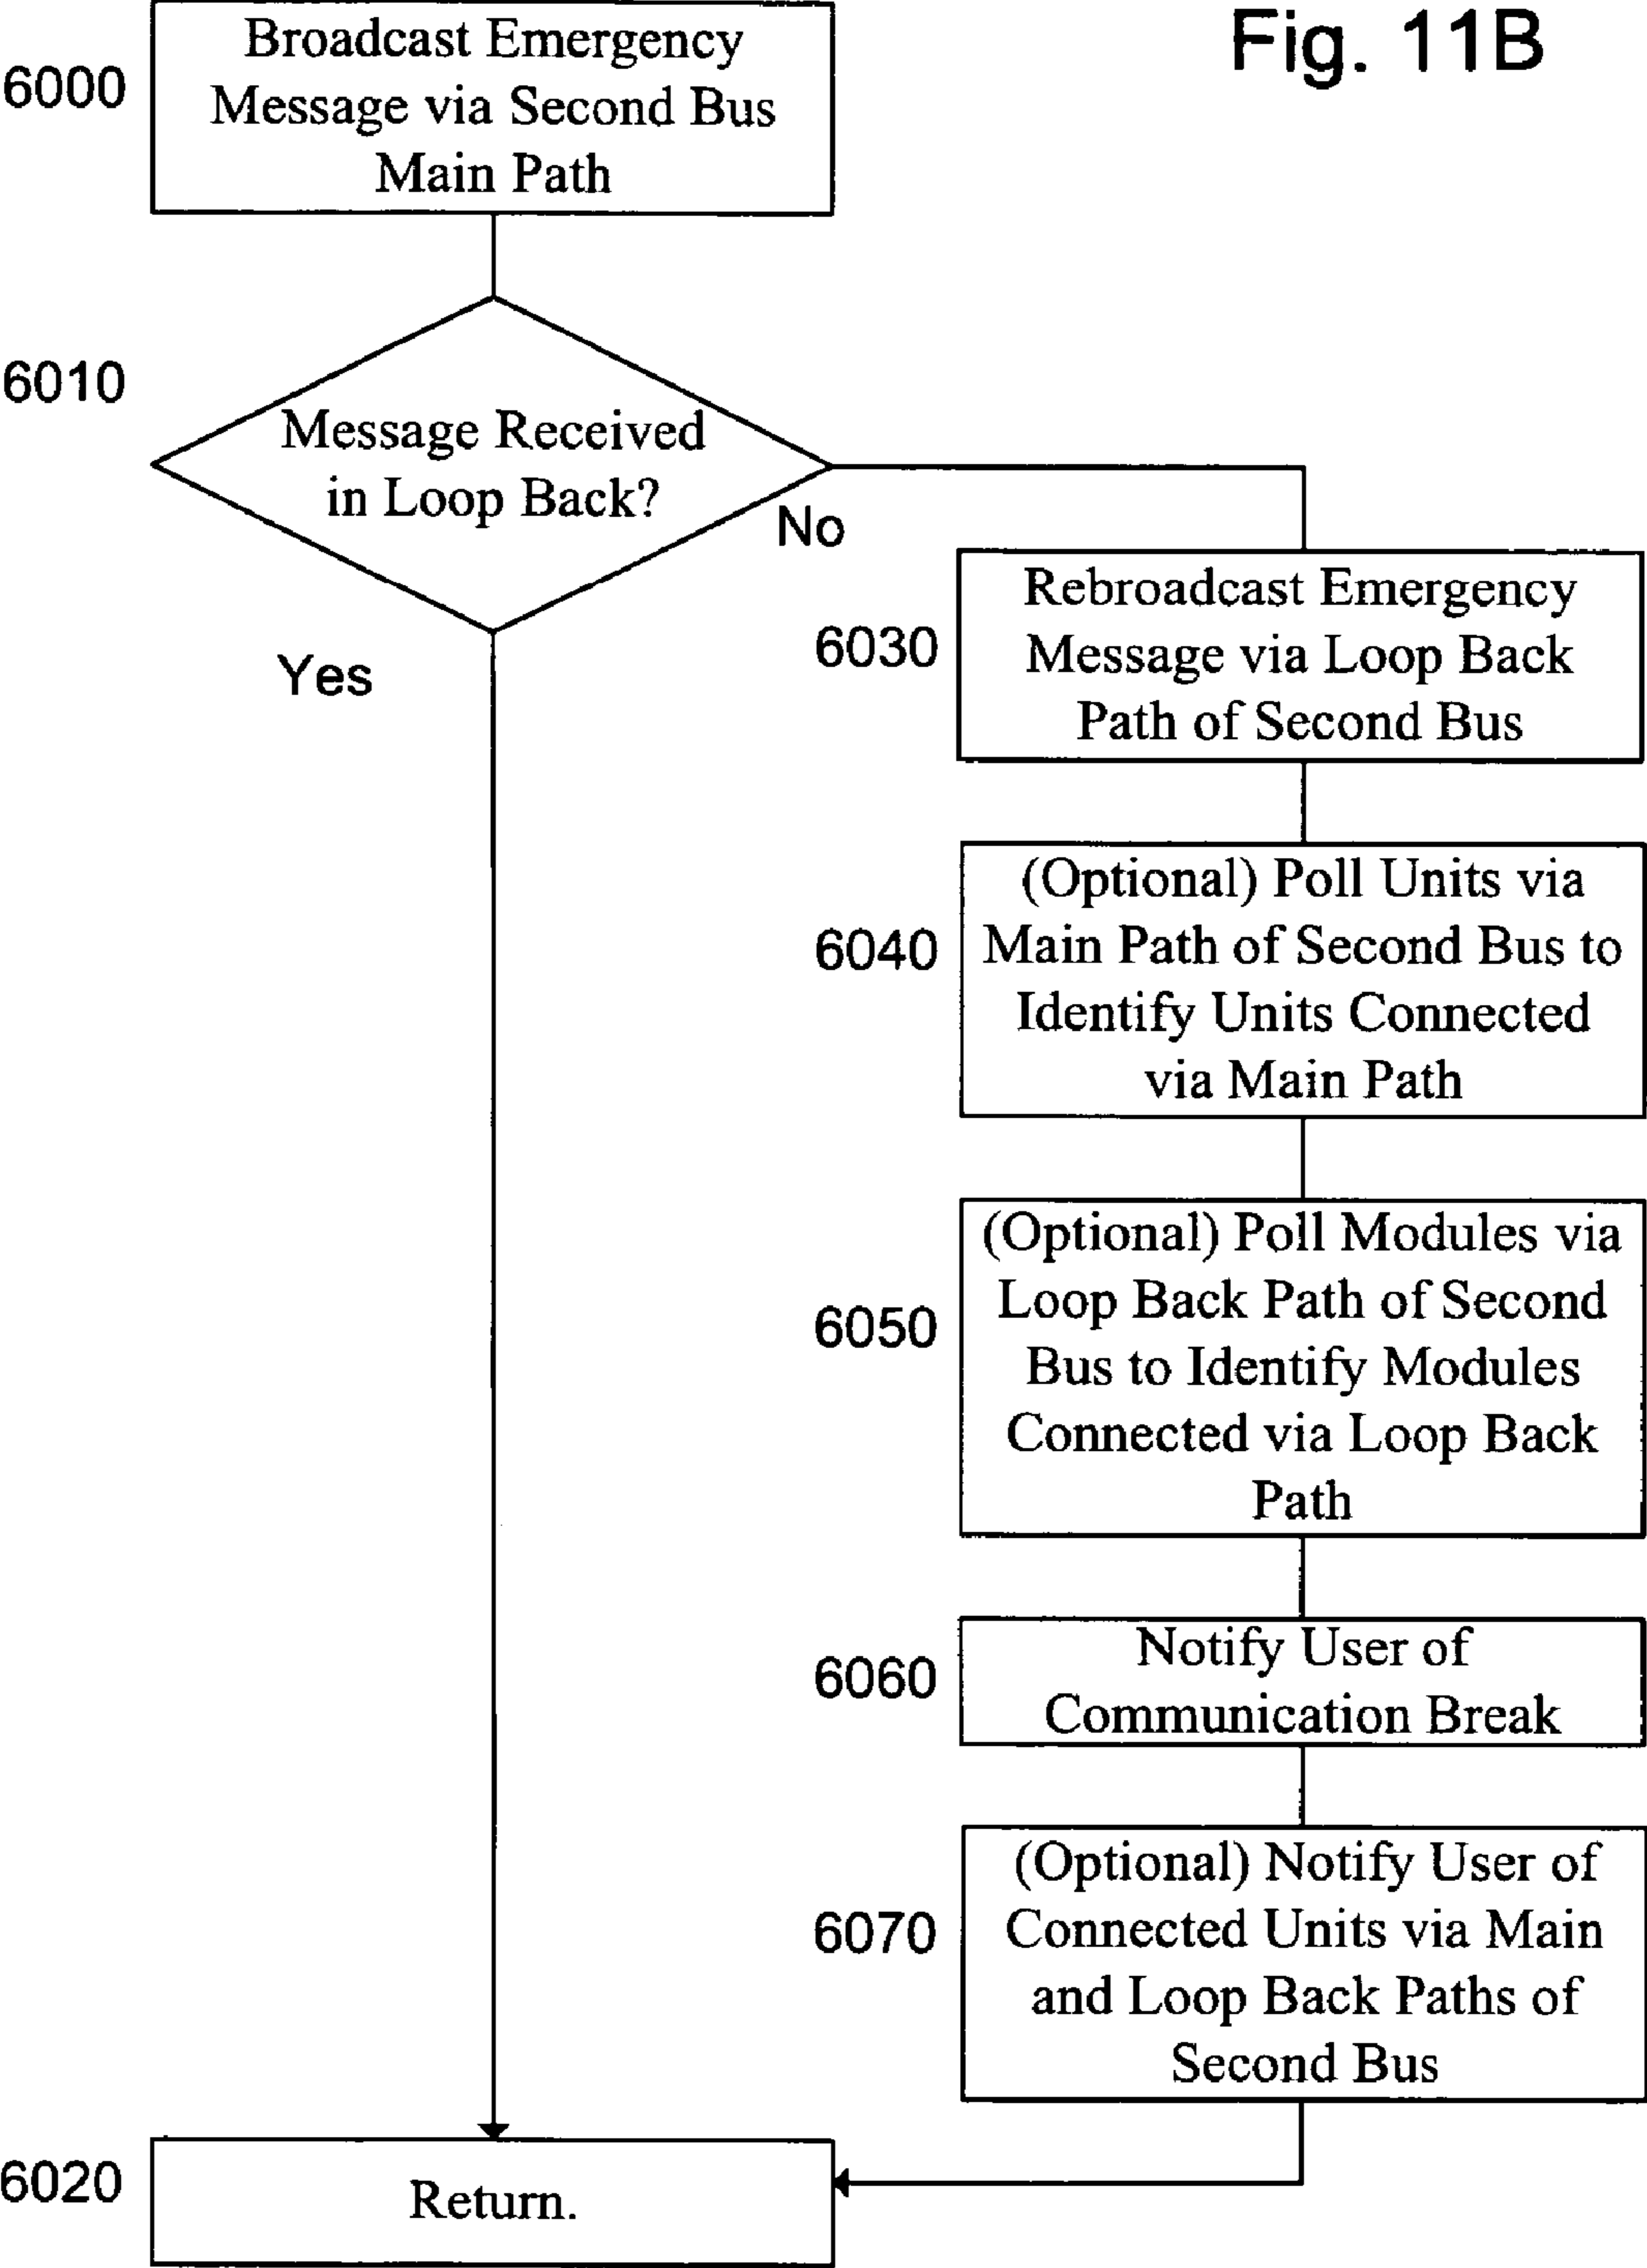 Fig. 11B
6000
Broadcast Emergency
Message via Second Bus
Main Path
6010
Message Received
in Loop Back?
No
Yes
6030
Rebroadcast Emergency
Message via Loop Back
Path of Second Bus
6040
(Optional) Poll Units via
Main Path of Second Bus to
Identify Units Connected
via Main Path
6050
(Optional) Poll Modules via
Loop Back Path of Second
Bus to Identify Modules
Connected via Loop Back
Path
6060
Notify User of
Communication Break
6070
(Optional) Notify User of
Connected Units via Main
and Loop Back Paths of
Second Bus
6020
Return.